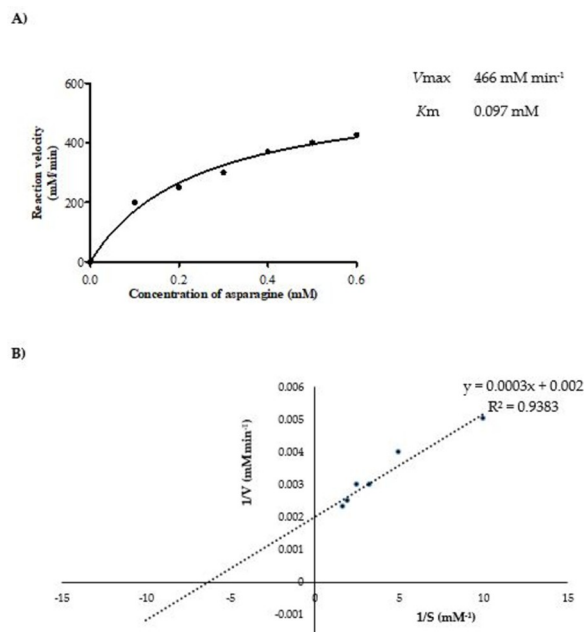 A)
Vmax 466 mM min-1
Km 0.097 mM
600
400
200
0
0.0 0.2 0.4 0.6
Reaction velocity
(mM/min)
Concentration of asparagine (mM)
B)
y = 0.0003x + 0.002
R² = 0.9383
0.006
0.005
0.004
0.003
0.002
0.001
0
-0.001
-15 -10 -5 0 5 10 15
1/V (mM min-1)
1/S (mM-1)